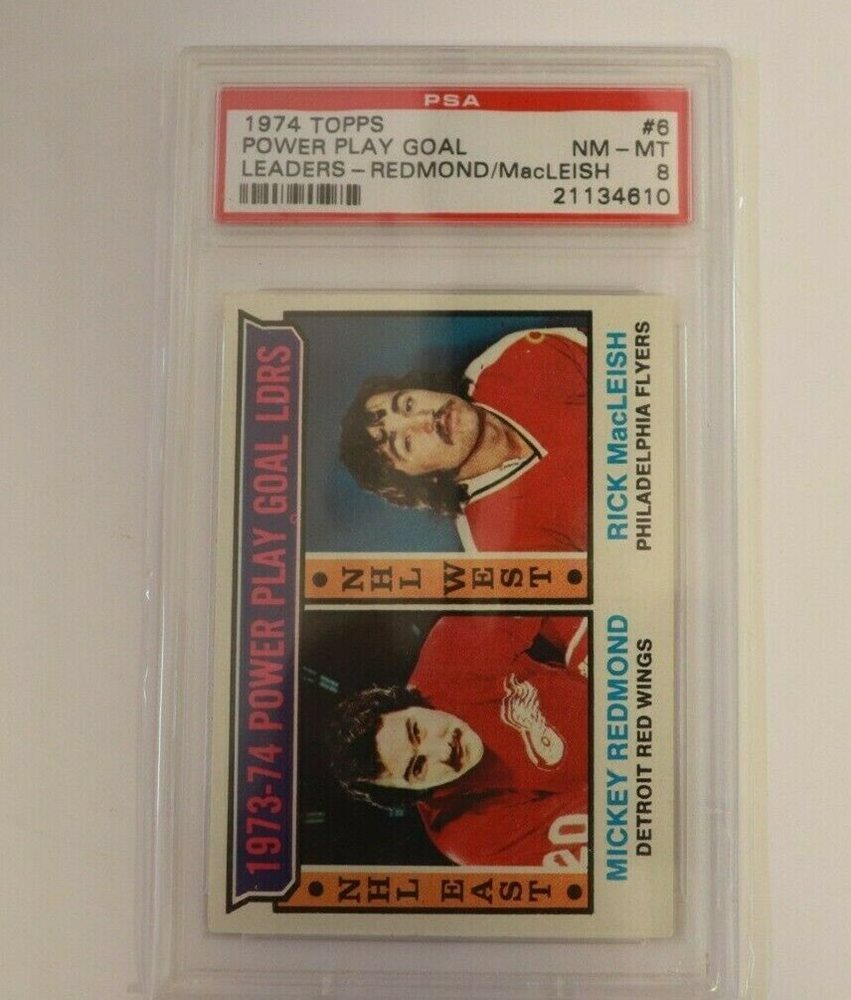 PSA
1974 TOPPS #6
POWER PLAY GOAL NM - MT
LEADERS - REDMOND/MacLEISH 8
21134610
1973-74 POWER PLAY GOAL LDRS
NHL EAST
NHL WEST
20
MICKEY REDMOND
DETROIT RED WINGS
RICK MacLEISH
PHILADELPHIA FLYERS